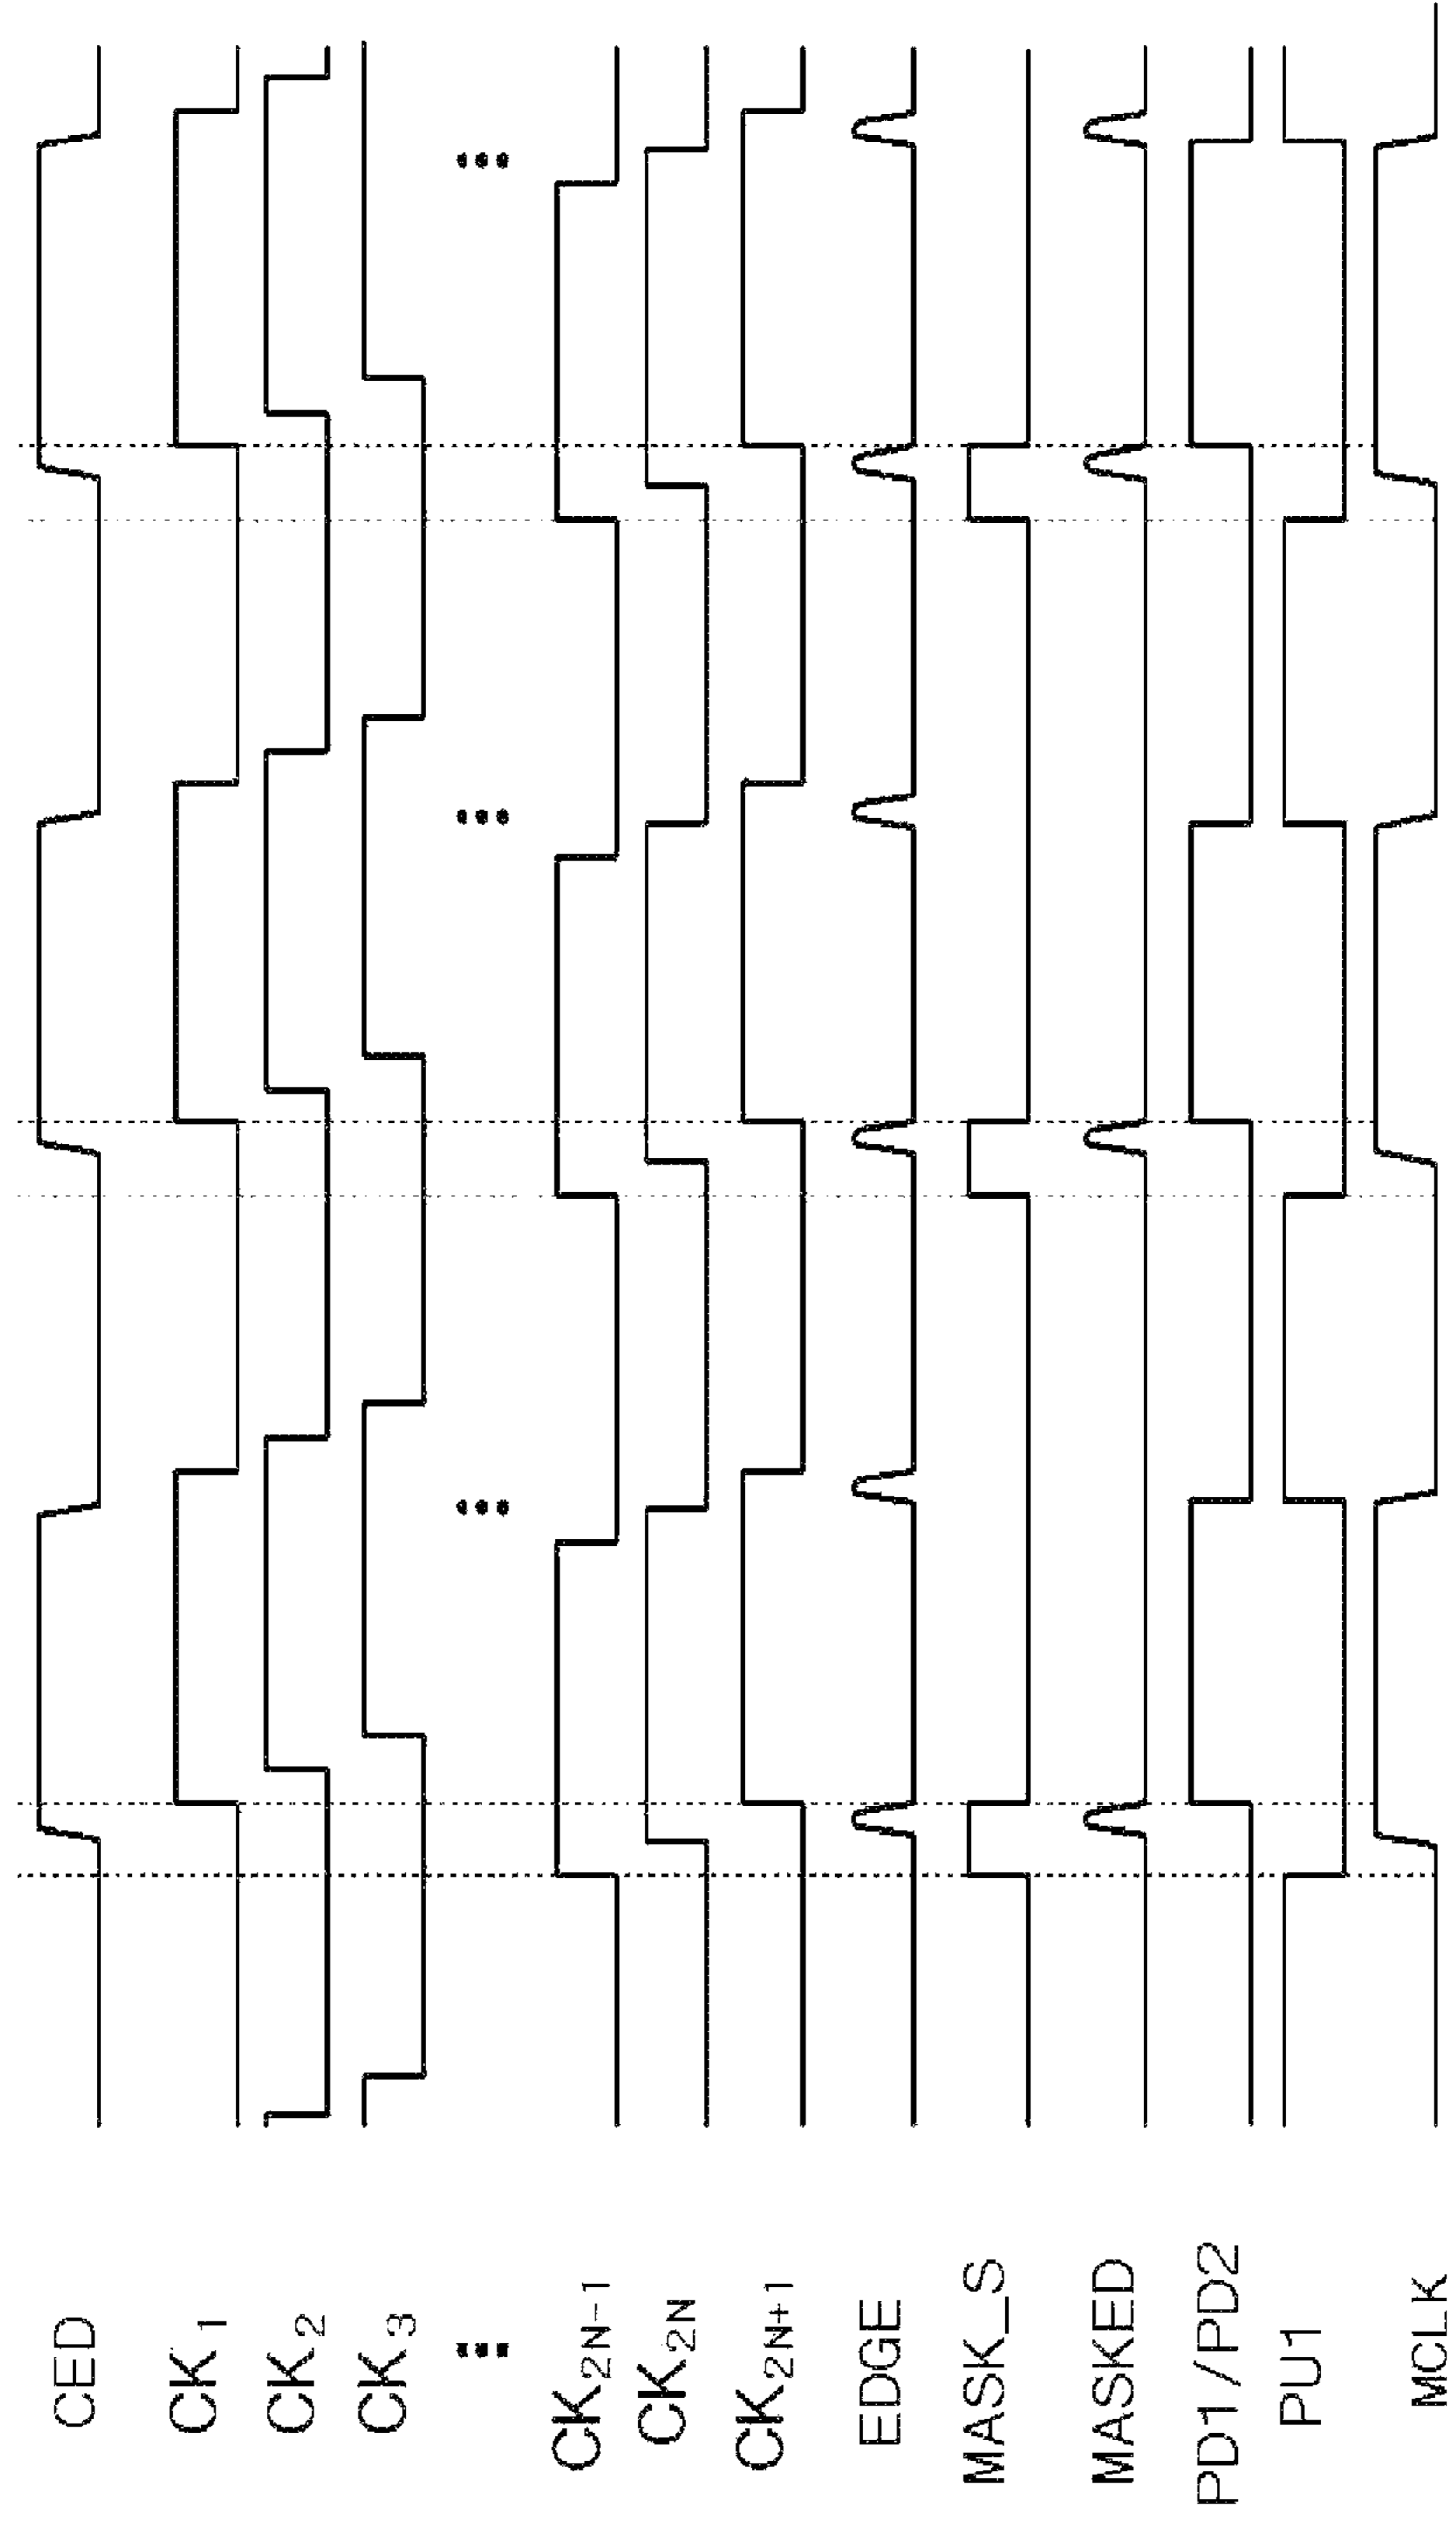 CED
CK1
CK2
CK3
...
CK2N-1
CK2N
CK2N+1
EDGE
MASK_S
MASKED
PD1/PD2
PU1
MCLK